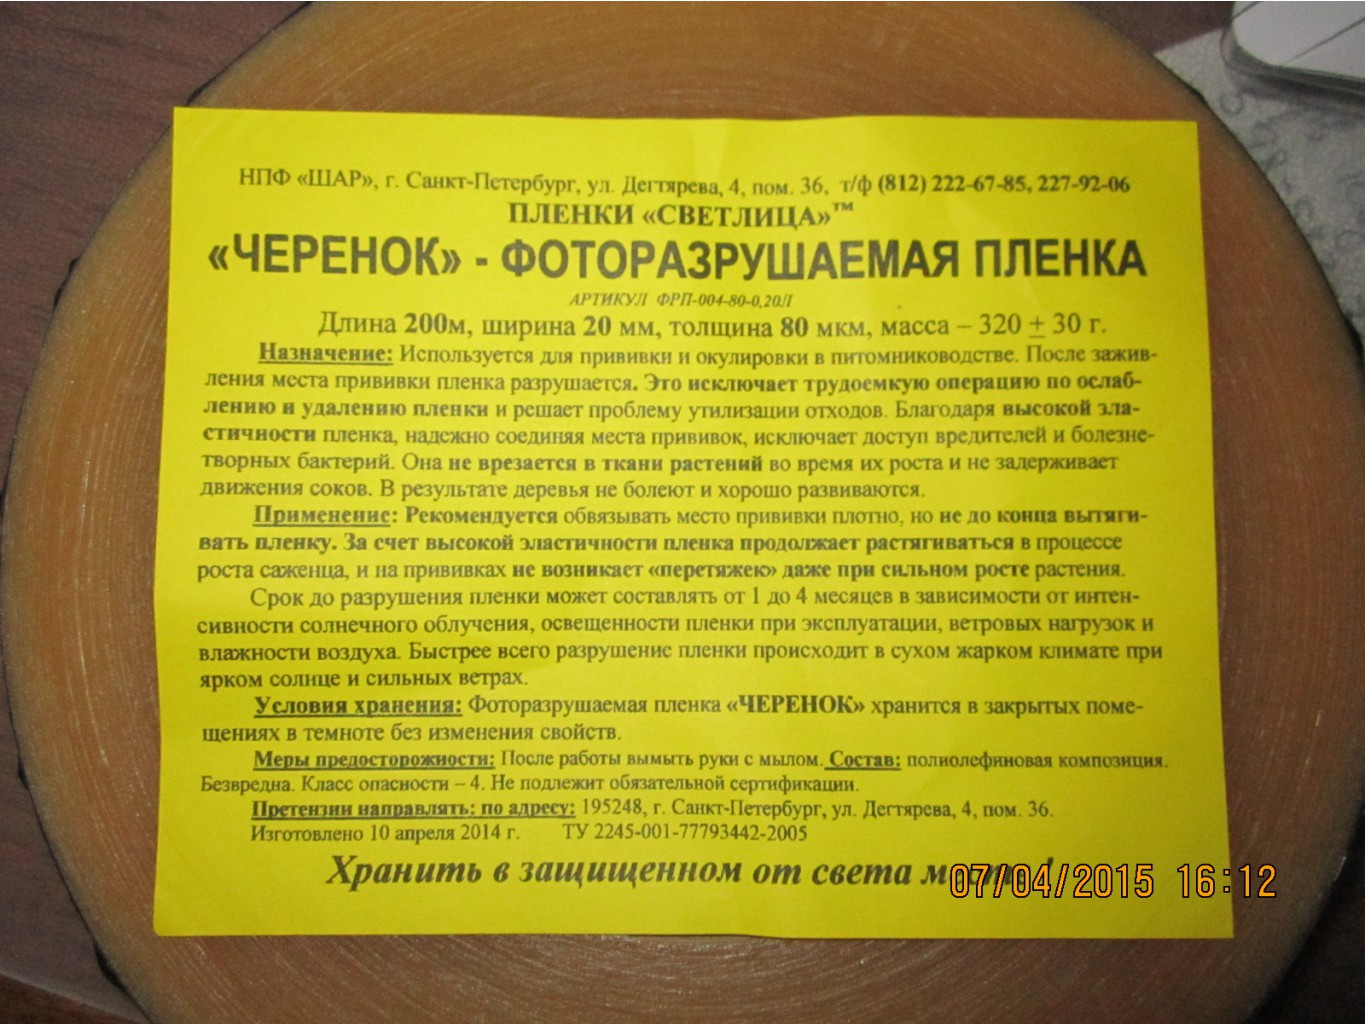 НПФ «ШАР», г. Санкт-Петербург, ул. Дегтярева, 4, пом. 36, т/ф (812) 222-67-85, 227-92-06
ПЛЕНКИ «СВЕТЛИЦА»™
«ЧЕРЕНОК» - ФОТОРАЗРУШАЕМАЯ ПЛЕНКА
АРТИКУЛ ФРП-004-80-0,20Л
Длина 200м, ширина 20 мм, толщина 80 мкм, масса – 320 ± 30 г.
Назначение: Используется для прививки и окулировки в питомниководстве. После зажив-
ления места прививки пленка разрушается. Это исключает трудоемкую операцию по ослаб-
лению и удалению пленки и решает проблему утилизации отходов. Благодаря высокой эла-
стичности пленка, надежно соединяя места прививок, исключает доступ вредителей и болезне-
творных бактерий. Она не врезается в ткани растений во время их роста и не задерживает
движения соков. В результате деревья не болеют и хорошо развиваются.
Применение: Рекомендуется обвязывать место прививки плотно, но не до конца вытяги-
вать пленку. За счет высокой эластичности пленка продолжает растягиваться в процессе
роста саженца, и на прививках не возникает «перетяжек» даже при сильном росте растения.
Срок до разрушения пленки может составлять от 1 до 4 месяцев в зависимости от интен-
сивности солнечного облучения, освещенности пленки при эксплуатации, ветровых нагрузок и
влажности воздуха. Быстрее всего разрушение пленки происходит в сухом жарком климате при
ярком солнце и сильных ветрах.
Условия хранения: Фоторазрушаемая пленка «ЧЕРЕНОК» хранится в закрытых поме-
щениях в темноте без изменения свойств.
Меры предосторожности: После работы вымыть руки с мылом. Состав: полиолефиновая композиция.
Безвредна. Класс опасности – 4. Не подлежит обязательной сертификации.
Претензии направлять: по адресу: 195248, г. Санкт-Петербург, ул. Дегтярева, 4, пом. 36.
Изготовлено 10 апреля 2014 г. ТУ 2245-001-77793442-2005
Хранить в защищенном от света !
07/04/2015 16:12